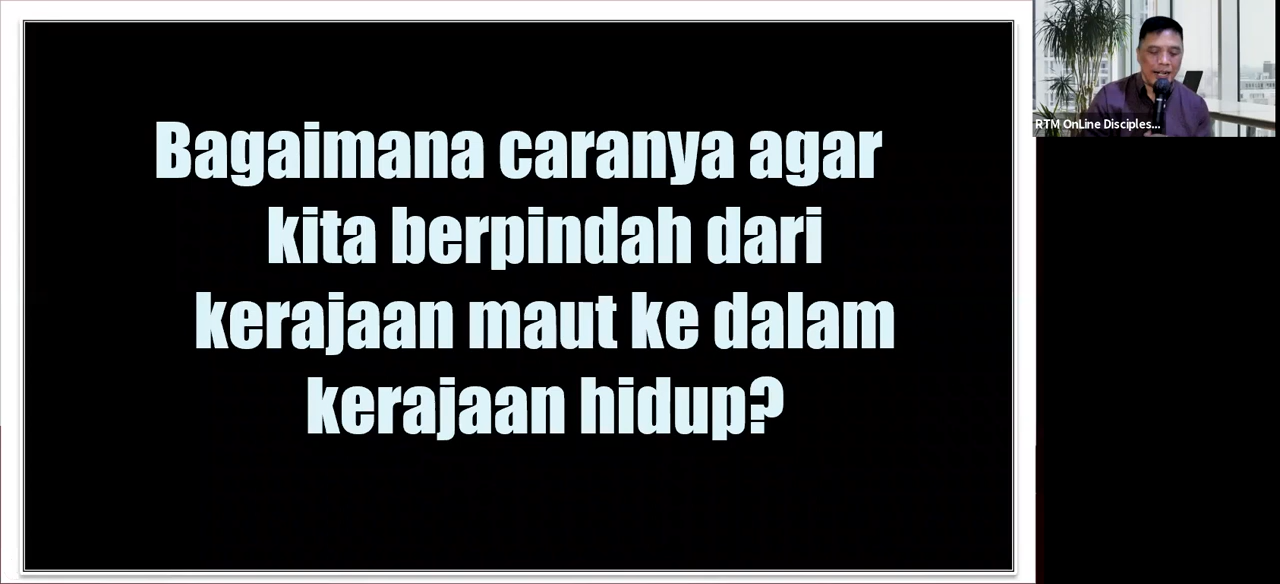 Bagaimana caranya agar
kita berpindah dari
kerajaan maut ke dalam
kerajaan hidup?
RTM OnLine Disciples...